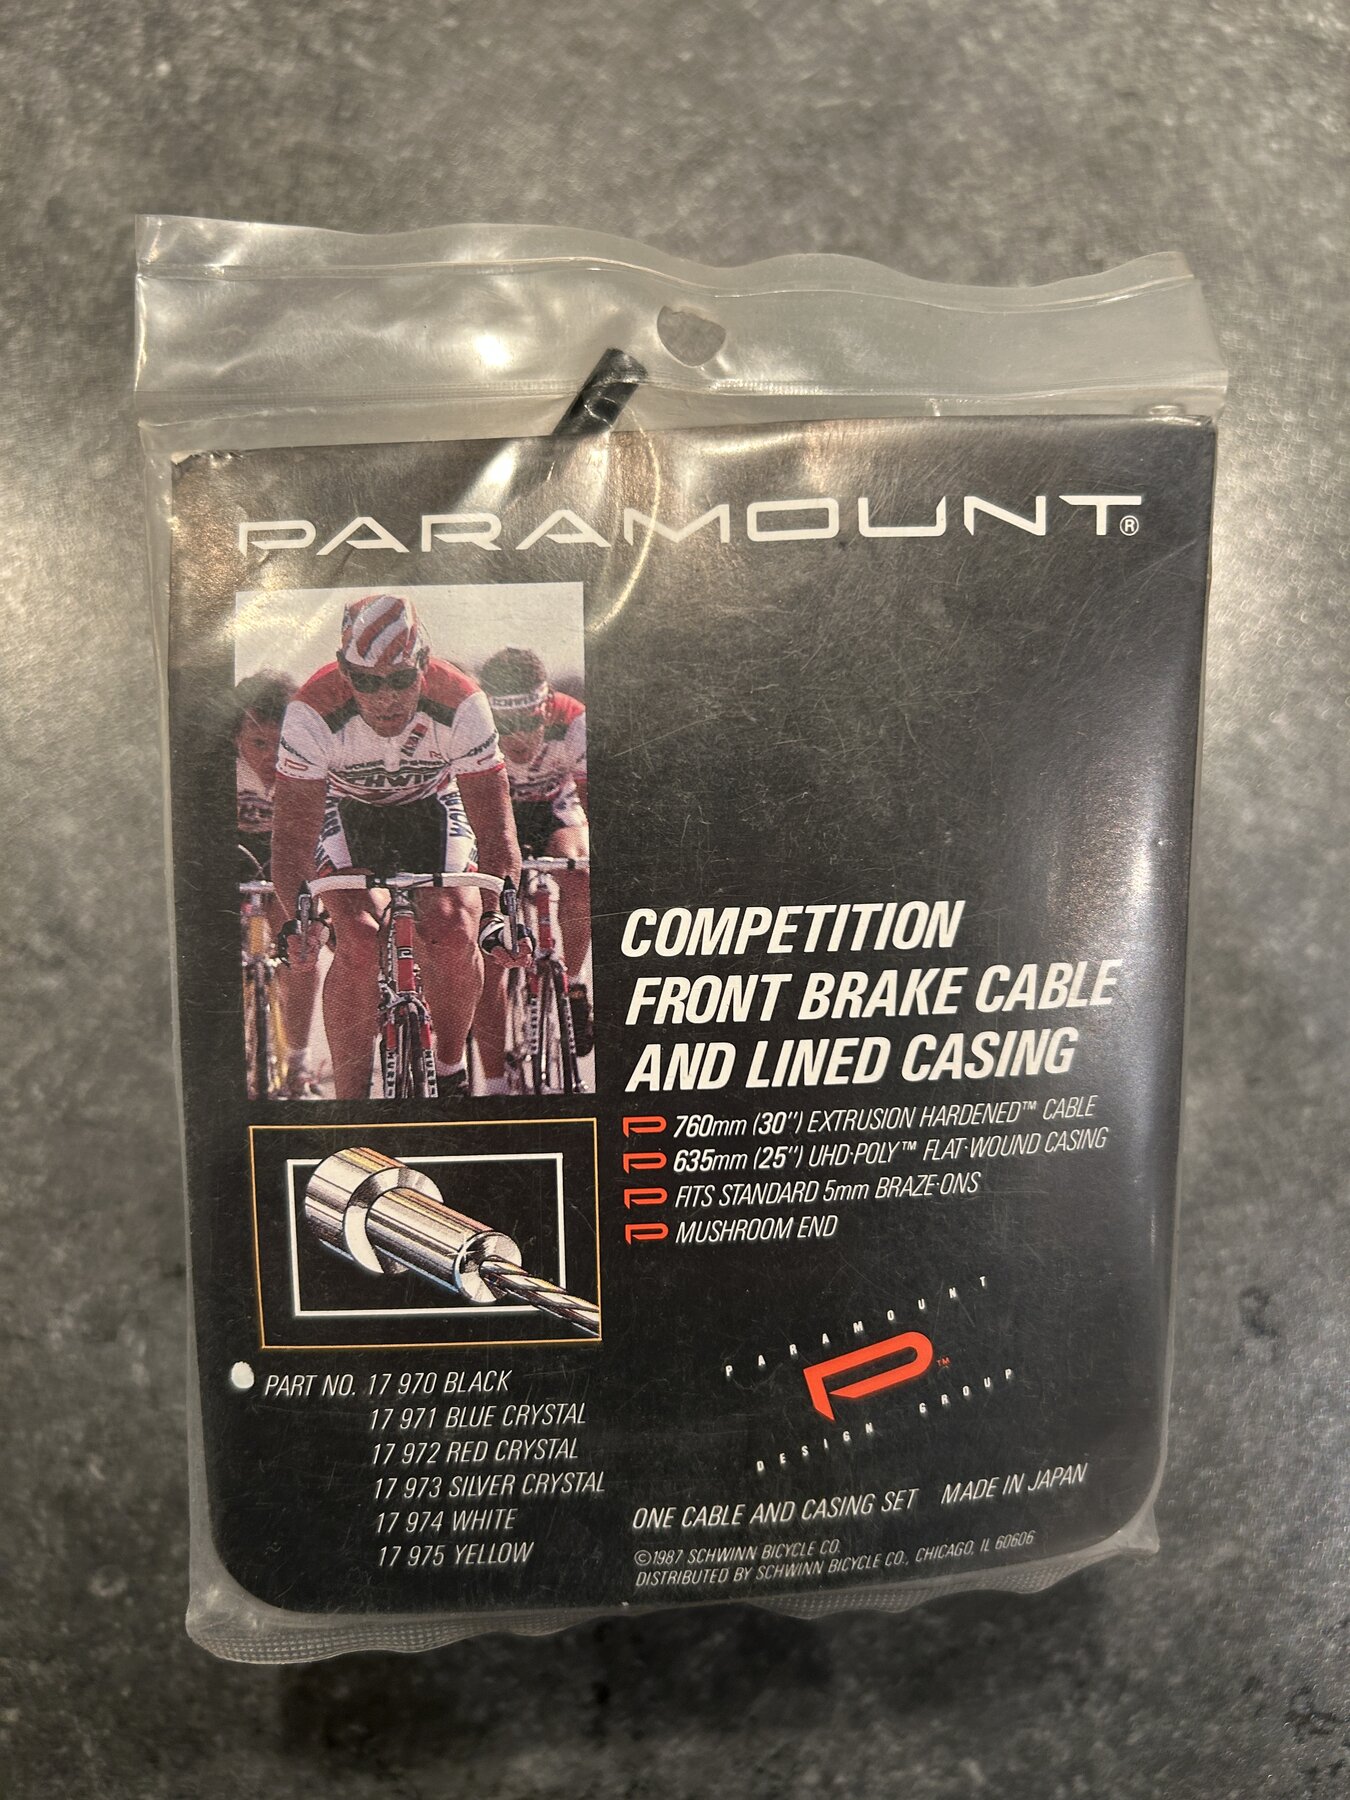 PARAMOUNT®
SCHWINN
COMPETITION
FRONT BRAKE CABLE
AND LINED CASING
760mm (30") EXTRUSION HARDENED™ CABLE
635mm (25") UHD-POLY™ FLAT-WOUND CASING
FITS STANDARD 5mm BRAZE-ONS
MUSHROOM END
PART NO. 17 970 BLACK
17 971 BLUE CRYSTAL
17 972 RED CRYSTAL
17 973 SILVER CRYSTAL
17 974 WHITE
17 975 YELLOW
PARAMOUNT
P™
DESIGN GROUP
ONE CABLE AND CASING SET MADE IN JAPAN
©1987 SCHWINN BICYCLE CO.
DISTRIBUTED BY SCHWINN BICYCLE CO., CHICAGO, IL 60606